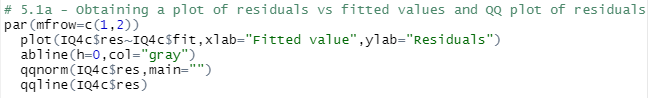 # 5.1a - Obtaining a plot of residuals vs fitted values and QQ plot of residuals
par(mfrow=c(1,2))
plot(IQ4c$res~IQ4c$fit,xlab="Fitted value",ylab="Residuals")
abline(h=0,col="gray")
qqnorm(IQ4c$res,main="")
qqline(IQ4c$res)